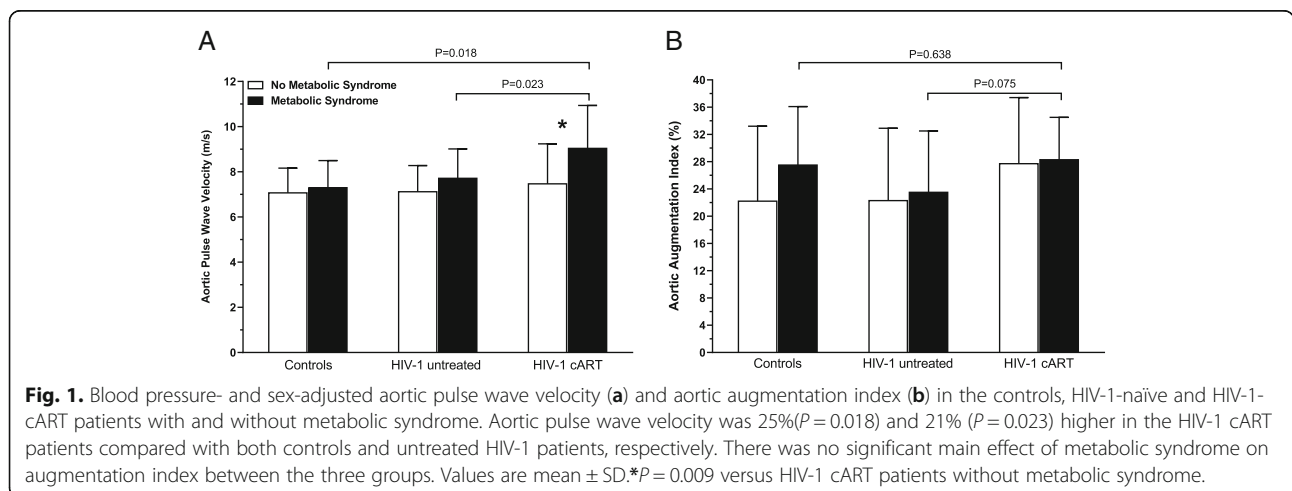 A
P=0.018
P=0.023
No Metabolic Syndrome
Metabolic Syndrome
*
Aortic Pulse Wave Velocity (m/s)
12
10
8
6
4
2
0
Controls
HIV-1 untreated
HIV-1 cART
B
P=0.638
P=0.075
Aortic Augmentation Index (%)
40
36
32
28
24
20
16
12
8
4
0
Controls
HIV-1 untreated
HIV-1 cART
Fig. 1. Blood pressure- and sex-adjusted aortic pulse wave velocity (a) and aortic augmentation index (b) in the controls, HIV-1-naïve and HIV-1-
cART patients with and without metabolic syndrome. Aortic pulse wave velocity was 25%(P = 0.018) and 21% (P = 0.023) higher in the HIV-1 cART
patients compared with both controls and untreated HIV-1 patients, respectively. There was no significant main effect of metabolic syndrome on
augmentation index between the three groups. Values are mean ± SD.*P = 0.009 versus HIV-1 cART patients without metabolic syndrome.